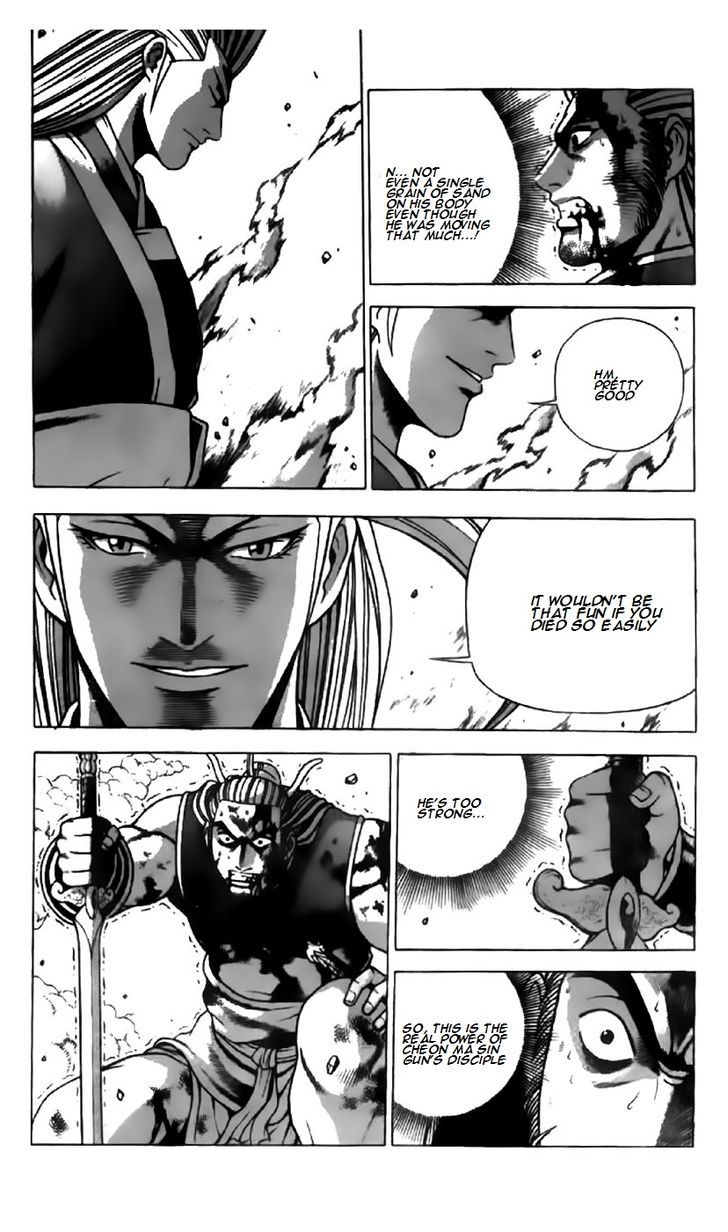 N... NOT
EVEN A SINGLE
GRAIN OF SAND
ON HIS BODY
EVEN THOUGH
HE WAS MOVING
THAT MUCH...!
HM,
PRETTY
GOOD
IT WOULDN'T BE
THAT FUN IF YOU
DIED SO EASILY
HE'S TOO
STRONG...
SO, THIS IS THE
REAL POWER OF
CHEON MA SIN
GUN'S DISCIPLE